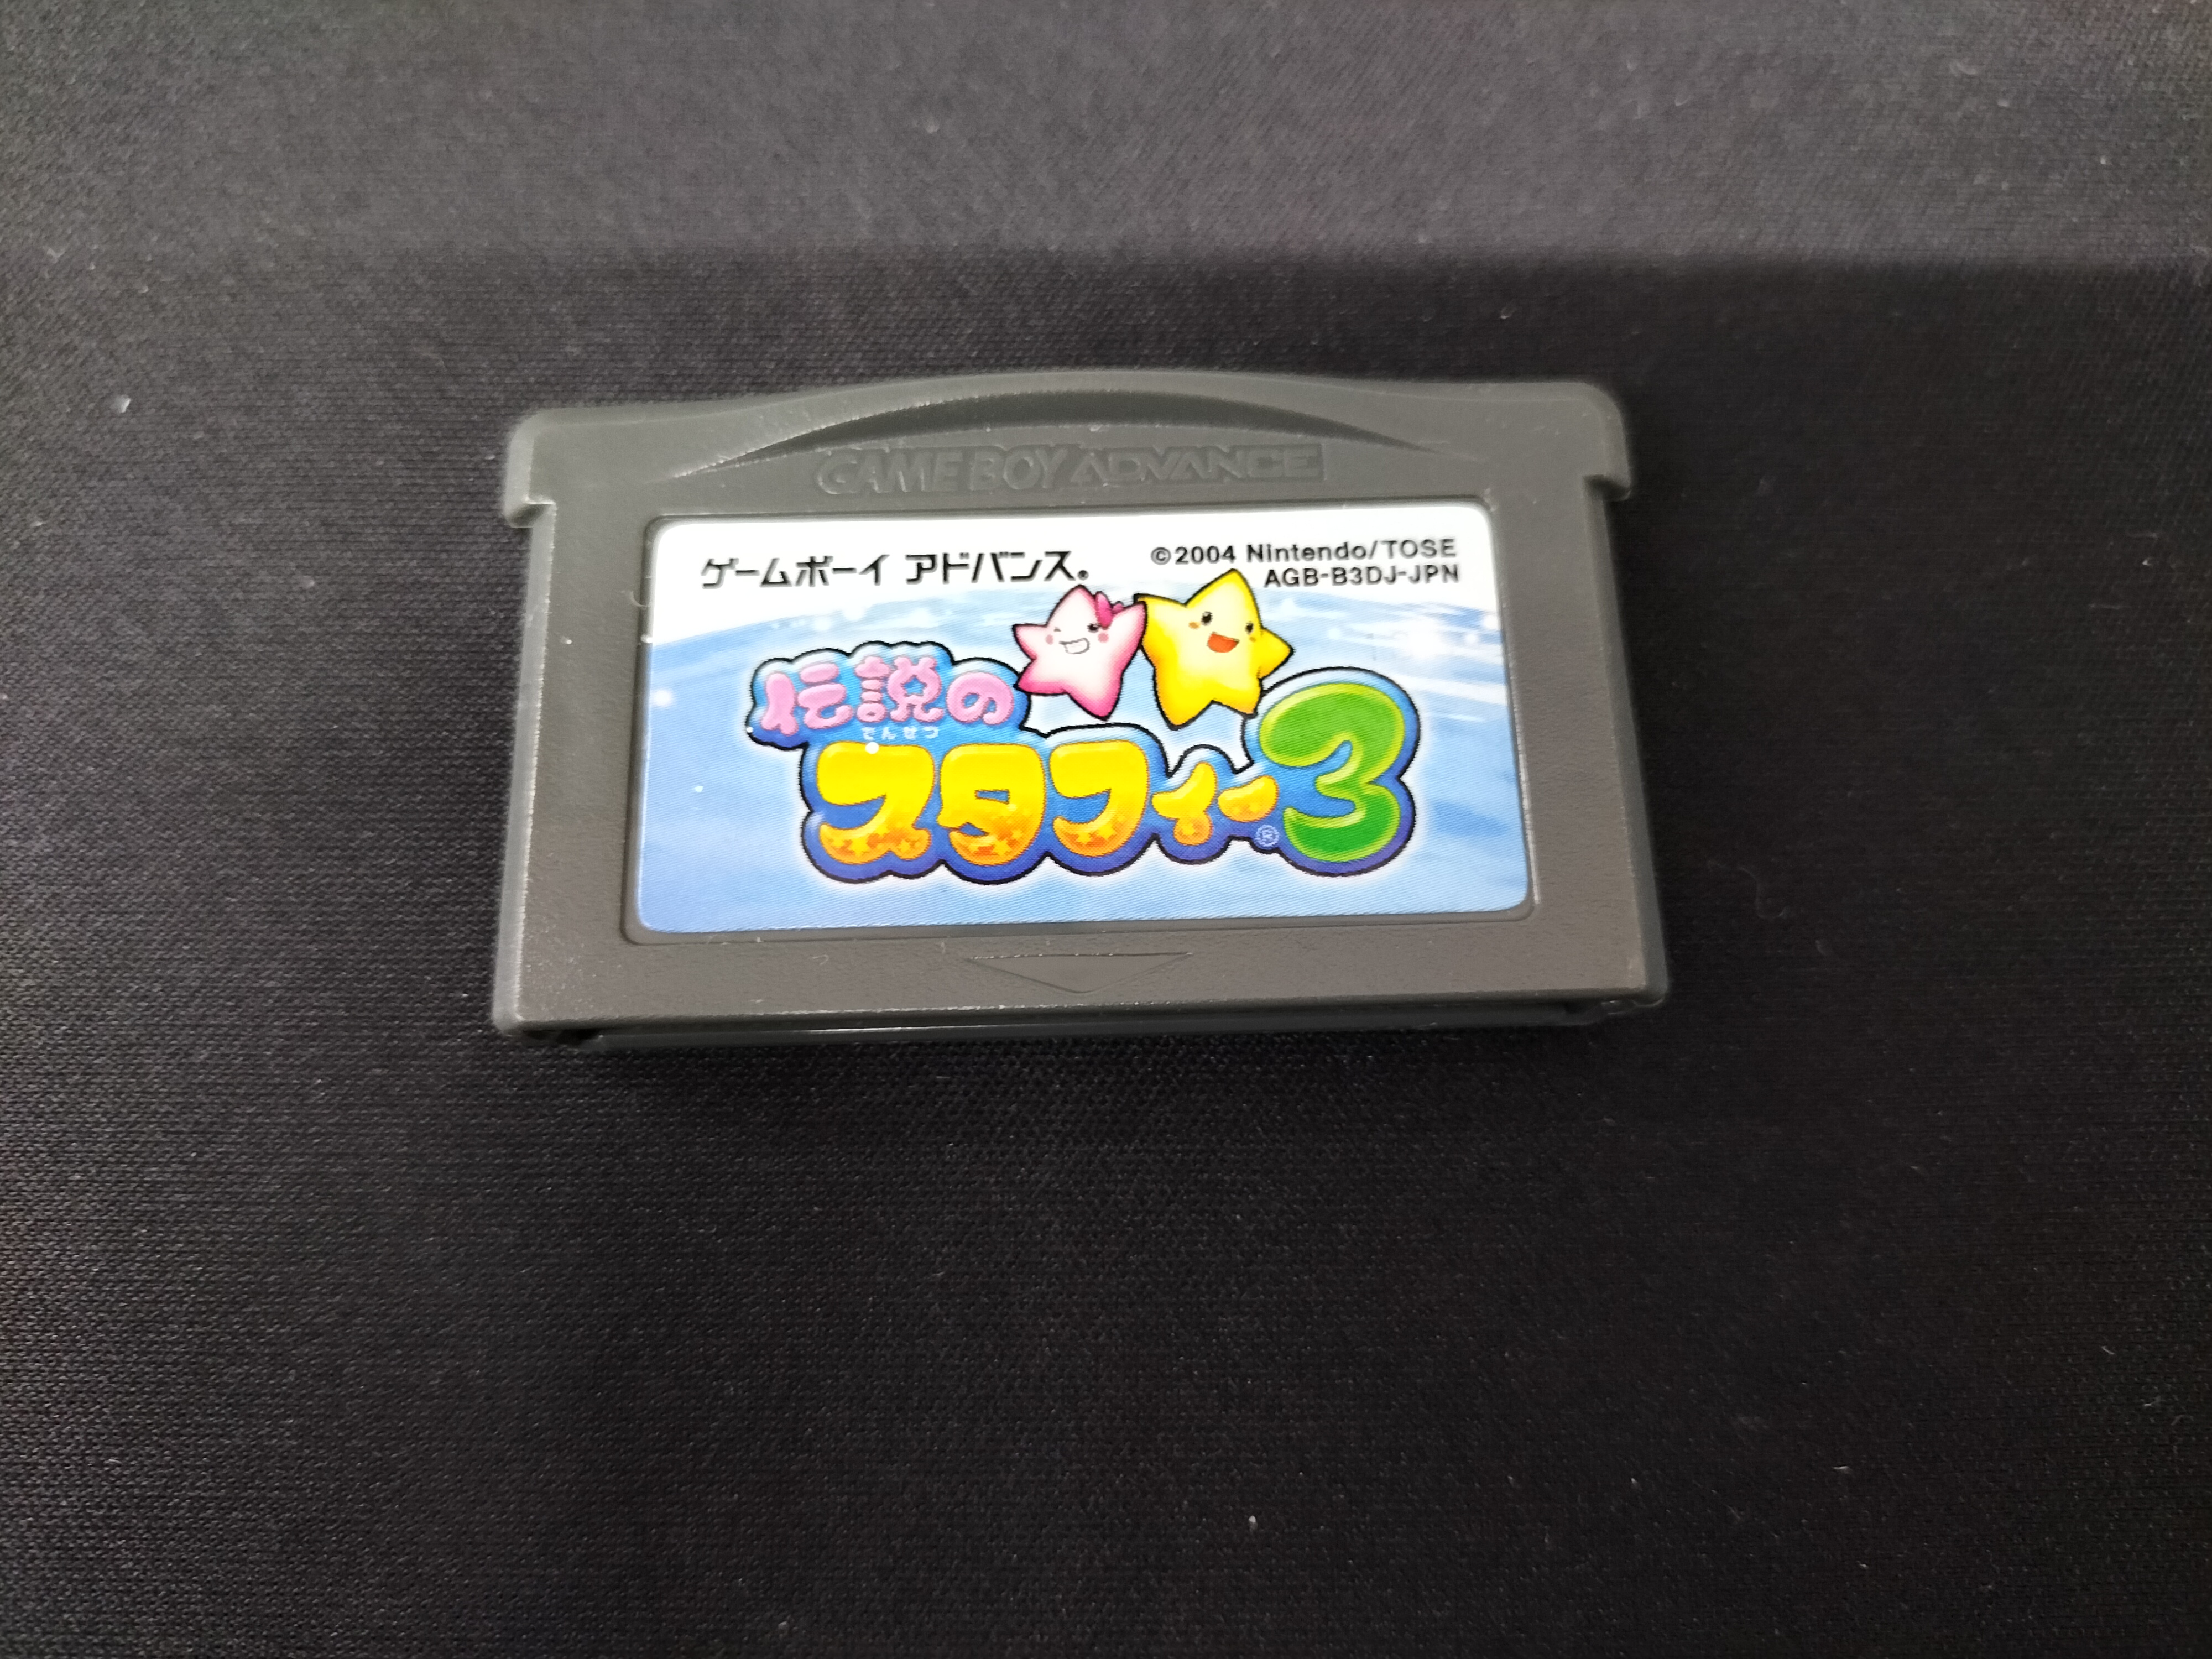 GAME BOY ADVANCE
ゲームボーイ アドバンス®
©2004 Nintendo/TOSE
AGB-B3DJ-JPN
伝説の
でんせつ
スタフィー3
®